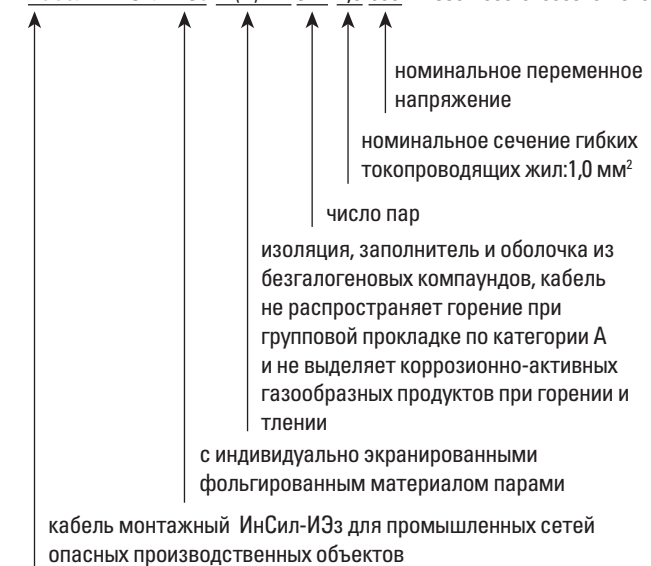 номинальное переменное
напряжение
номинальное сечение гибких
токопроводящих жил:1,0 мм²
число пар
изоляция, заполнитель и оболочка из
безгалогеновых компаундов, кабель
не распространяет горение при
групповой прокладке по категории А
и не выделяет коррозионно-активных
газообразных продуктов при горении и
тлении
с индивидуально экранированными
фольгированным материалом парами
кабель монтажный ИнСил-ИЭз для промышленных сетей
опасных производственных объектов